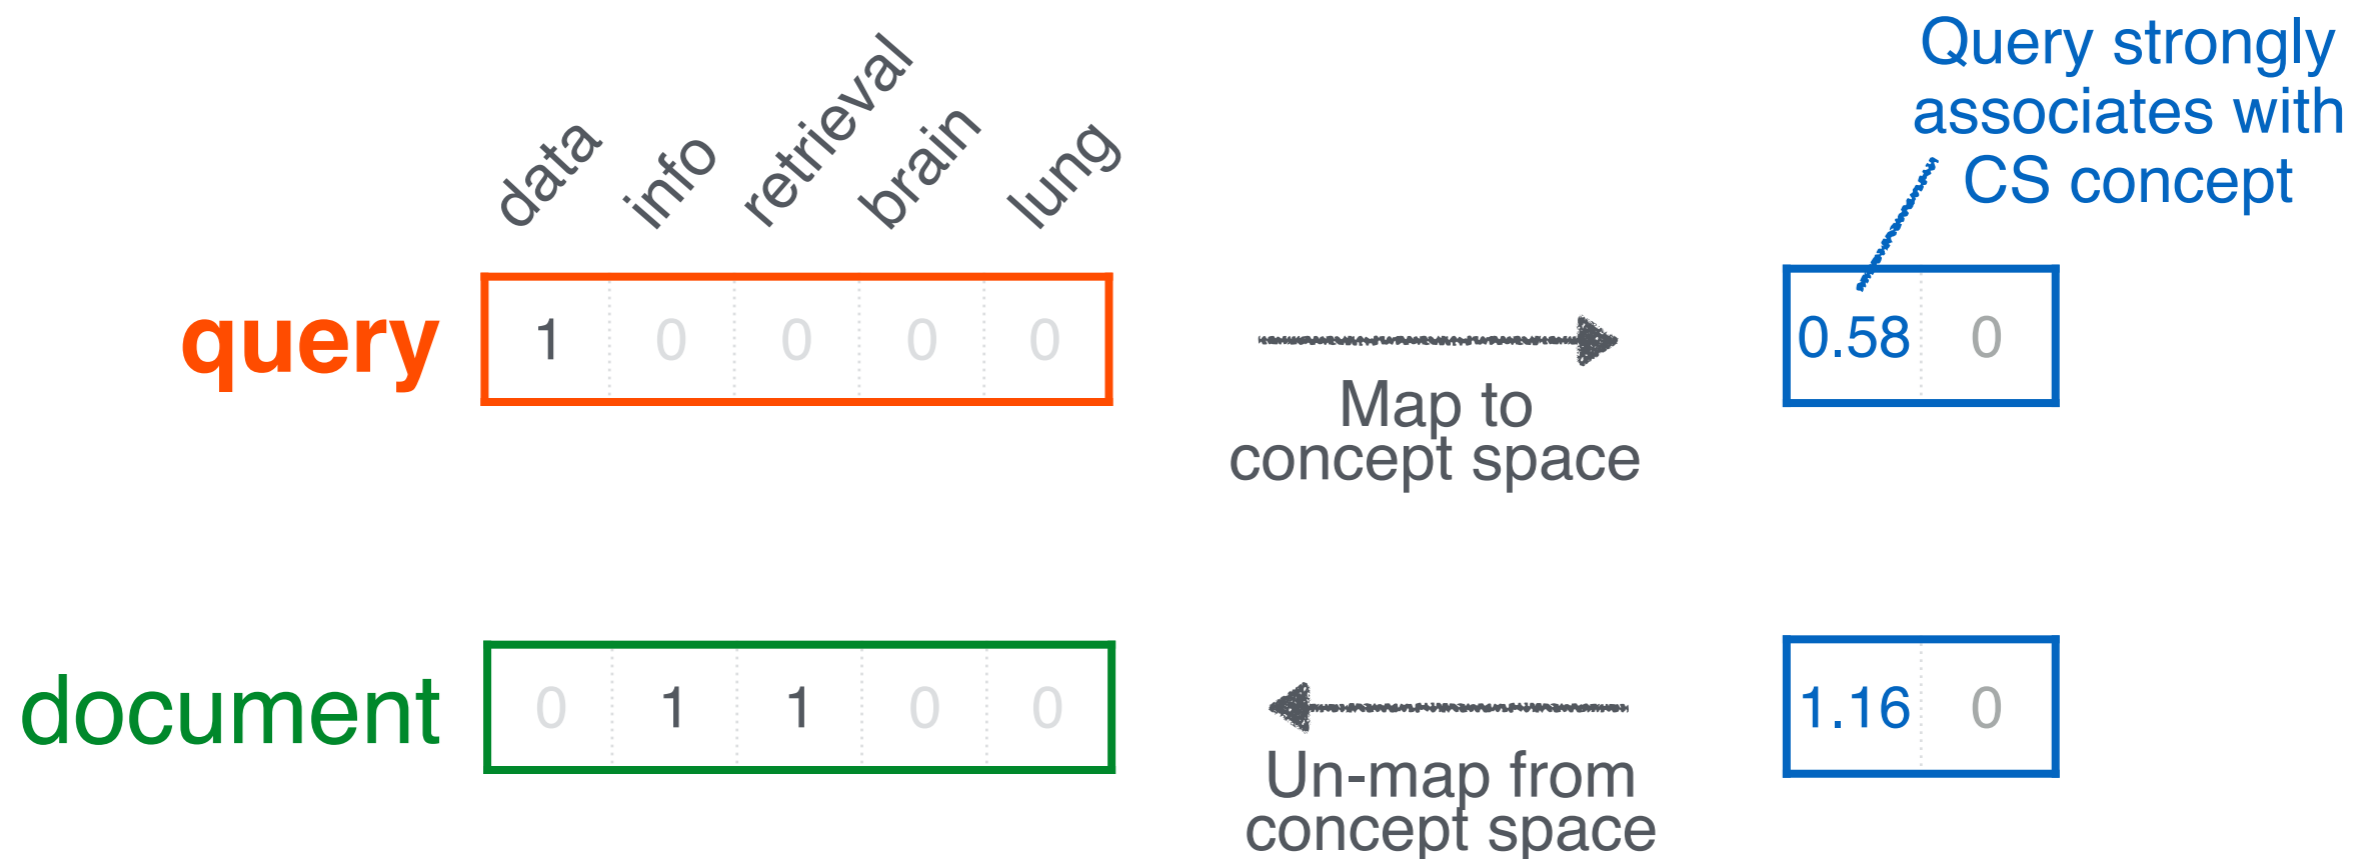 Query strongly
associates with
CS concept
data info retrieval brain lung
query 1 0 0 0 0 0.58 0
Map to
concept space
document 0 1 1 0 0 1.16 0
Un-map from
concept space